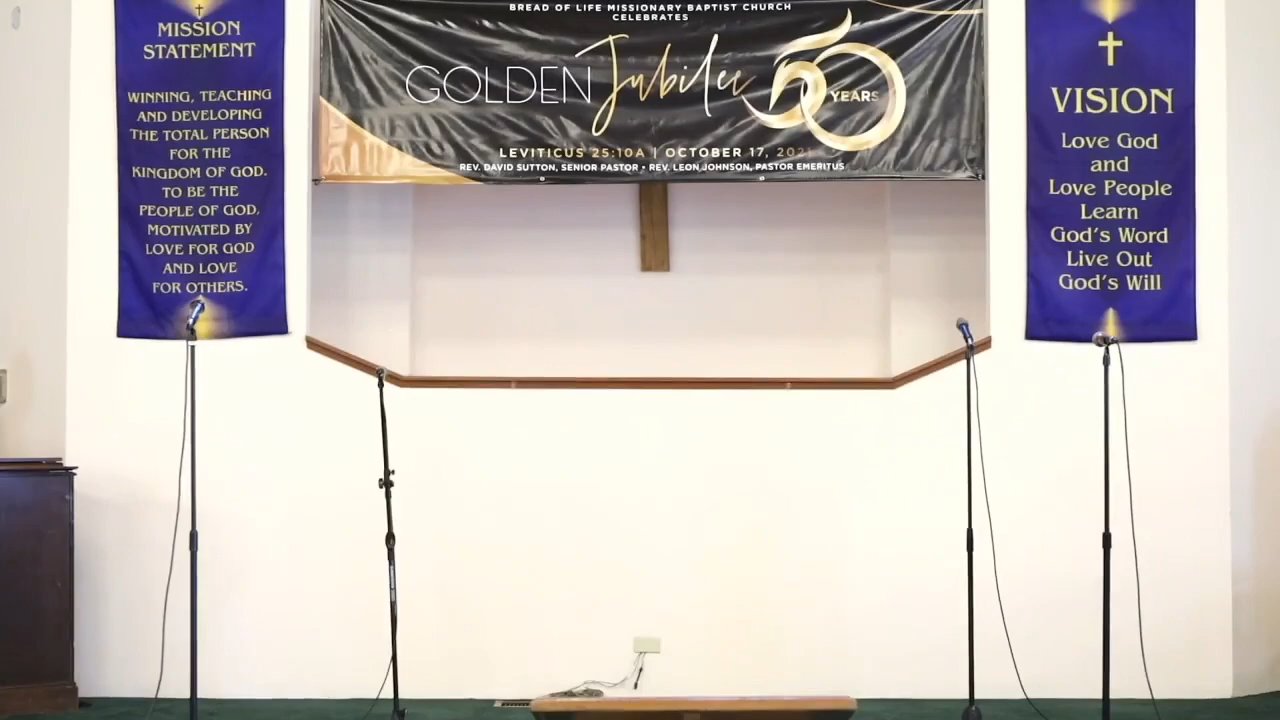 MISSION
STATEMENT
WINNING, TEACHING
AND DEVELOPING
THE TOTAL PERSON
FOR THE
KINGDOM OF GOD.
TO BE THE
PEOPLE OF GOD,
MOTIVATED BY
LOVE FOR GOD
AND LOVE
FOR OTHERS.
BREAD OF LIFE MISSIONARY BAPTIST CHURCH
CELEBRATES
GOLDEN Jubilee 50 YEARS
LEVITICUS 25:10A | OCTOBER 17, 2021
REV. DAVID SUTTON, SENIOR PASTOR • REV. LEON JOHNSON, PASTOR EMERITUS
VISION
Love God
and
Love People
Learn
God's Word
Live Out
God's Will